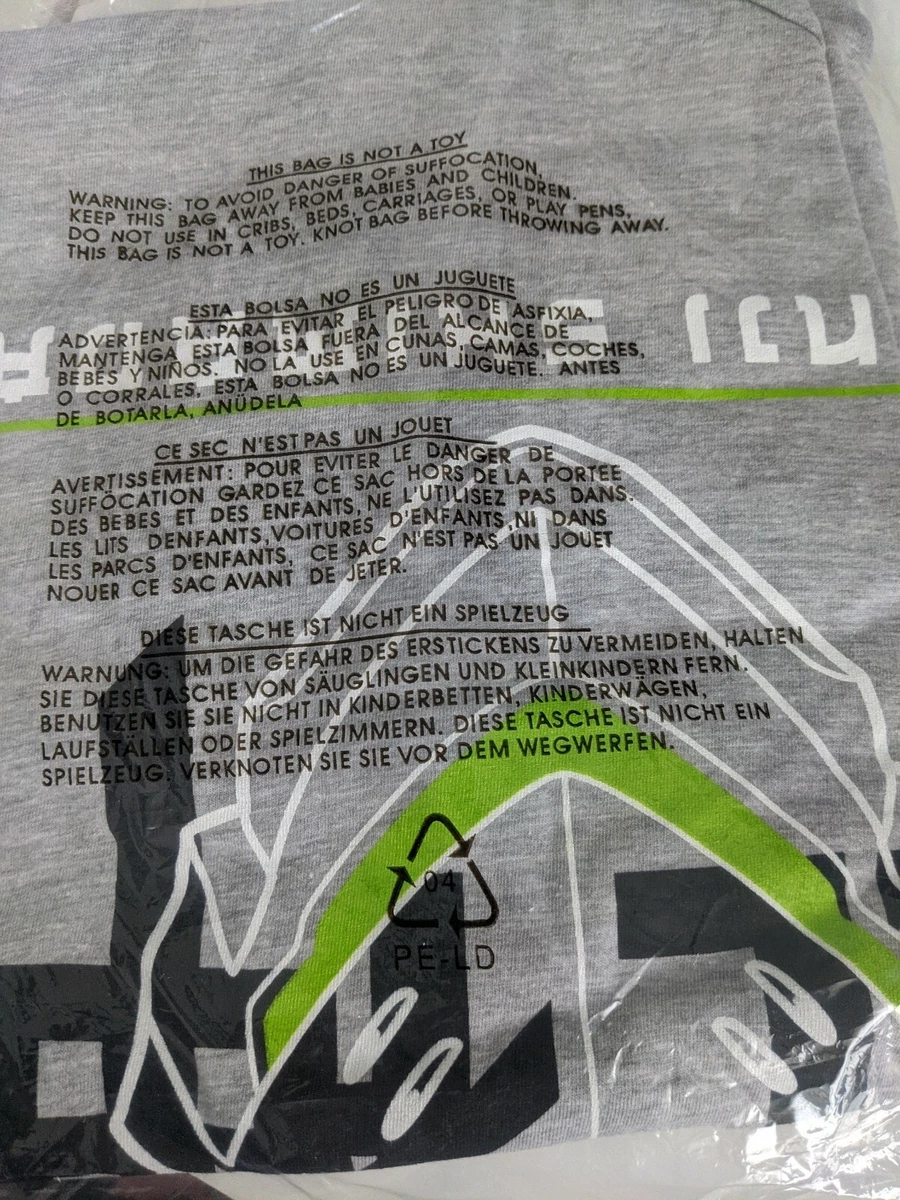 THIS BAG IS NOT A TOY
WARNING: TO AVOID DANGER OF SUFFOCATION,
KEEP THIS BAG AWAY FROM BABIES AND CHILDREN.
DO NOT USE IN CRIBS, BEDS, CARRIAGES, OR PLAY PENS,
THIS BAG IS NOT A TOY. KNOT BAG BEFORE THROWING AWAY.
ESTA BOLSA NO ES UN JUGUETE
ADVERTENCIA: PARA EVITAR EL PELIGRO DE ASFIXIA,
MANTENGA ESTA BOLSA FUERA DEL ALCANCE DE
BEBES Y NIÑOS. NO LA USE EN CUNAS, CAMAS, COCHES,
O CORRALES, ESTA BOLSA NO ES UN JUGUETE. ANTES
DE BOTARLA, ANÜDELA
CE SEC N'EST PAS UN JOUET
AVERTISSEMENT: POUR EVITER LE DANGER DE
SUFFÖCATION GARDEZ CE SAC HORS DE LA PORTEE
DES BEBES ET DES ENFANTS, NE L'UTILISEZ PAS DANS.
LES LITS DENFANTS, VOITURES D'ENFANTS, NI DANS
LES PARCS D'ENFANTS, CE SAC N'EST PAS UN JOUET
NOUER CE SAC AVANT DE JETER.
DIESE TASCHE IST NICHT EIN SPIELZEUG
WARNUNG: UM DIE GEFAHR DES ERSTICKENS ZU VERMEIDEN, HALTEN
SIE DIESE TASCHE VON SÄUGLINGEN UND KLEINKINDERN FERN.
BENUTZEN SIE SIE NICHT IN KINDERBETTEN, KINDERWÄGEN,
LAUFSTÄLLEN ODER SPIELZIMMERN. DIESE TASCHE IST NICHT EIN
SPIELZEUG. VERKNOTEN SIE SIE VOR DEM WEGWERFEN.
04
PE-LD